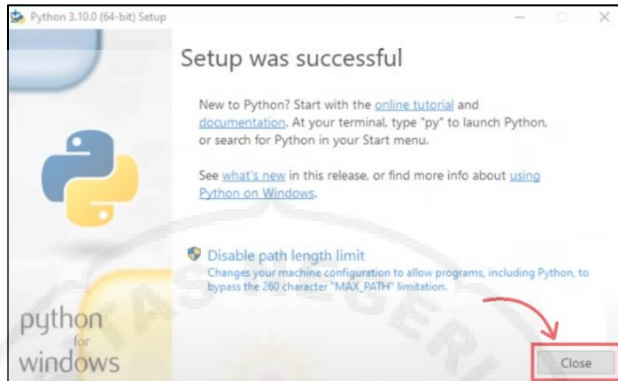 Python 3.10.0 (64-bit) Setup
Setup was successful
New to Python? Start with the online tutorial and
documentation. At your terminal, type "py" to launch Python,
or search for Python in your Start menu.
See what's new in this release, or find more info about using
Python on Windows.
Disable path length limit
Changes your machine configuration to allow programs, including Python, to
bypass the 260 character "MAX_PATH" limitation.
python
for
windows
Close
TAS NEGERI